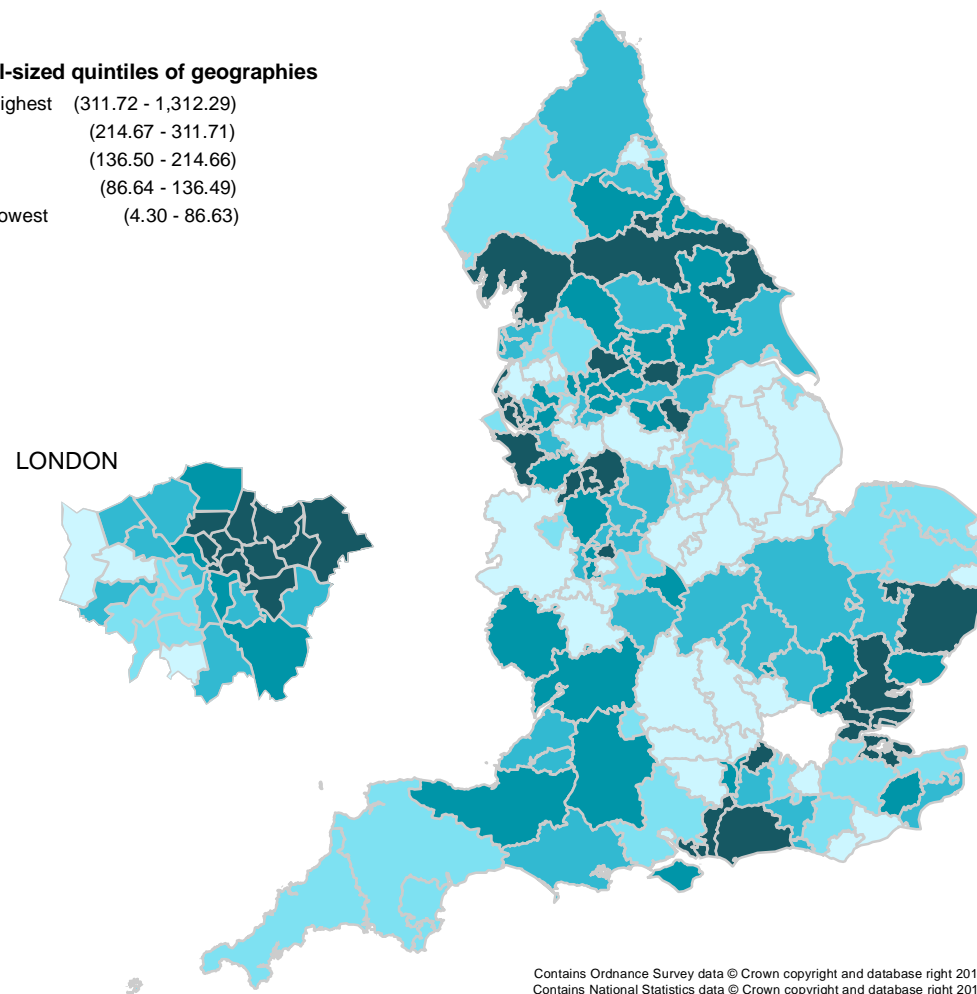 l-sized quintiles of geographies
ighest (311.72 - 1,312.29)
(214.67 - 311.71)
(136.50 - 214.66)
(86.64 - 136.49)
owest (4.30 - 86.63)
LONDON
Contains Ordnance Survey data © Crown copyright and database right 201
Contains National Statistics data © Crown copyright and database right 201